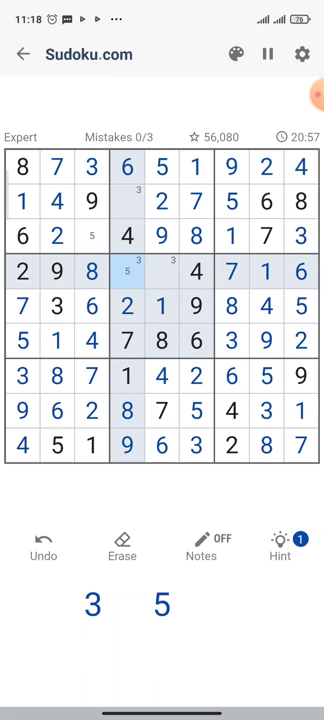 11:18 76
Sudoku.com
Expert Mistakes 0/3 56,080 20:57
8 7 3 6 5 1 9 2 4
1 4 9 3 2 7 5 6 8
6 2 5 4 9 8 1 7 3
2 9 8 3 5 3 4 7 1 6
7 3 6 2 1 9 8 4 5
5 1 4 7 8 6 3 9 2
3 8 7 1 4 2 6 5 9
9 6 2 8 7 5 4 3 1
4 5 1 9 6 3 2 8 7
OFF 1
Undo Erase Notes Hint
3 5